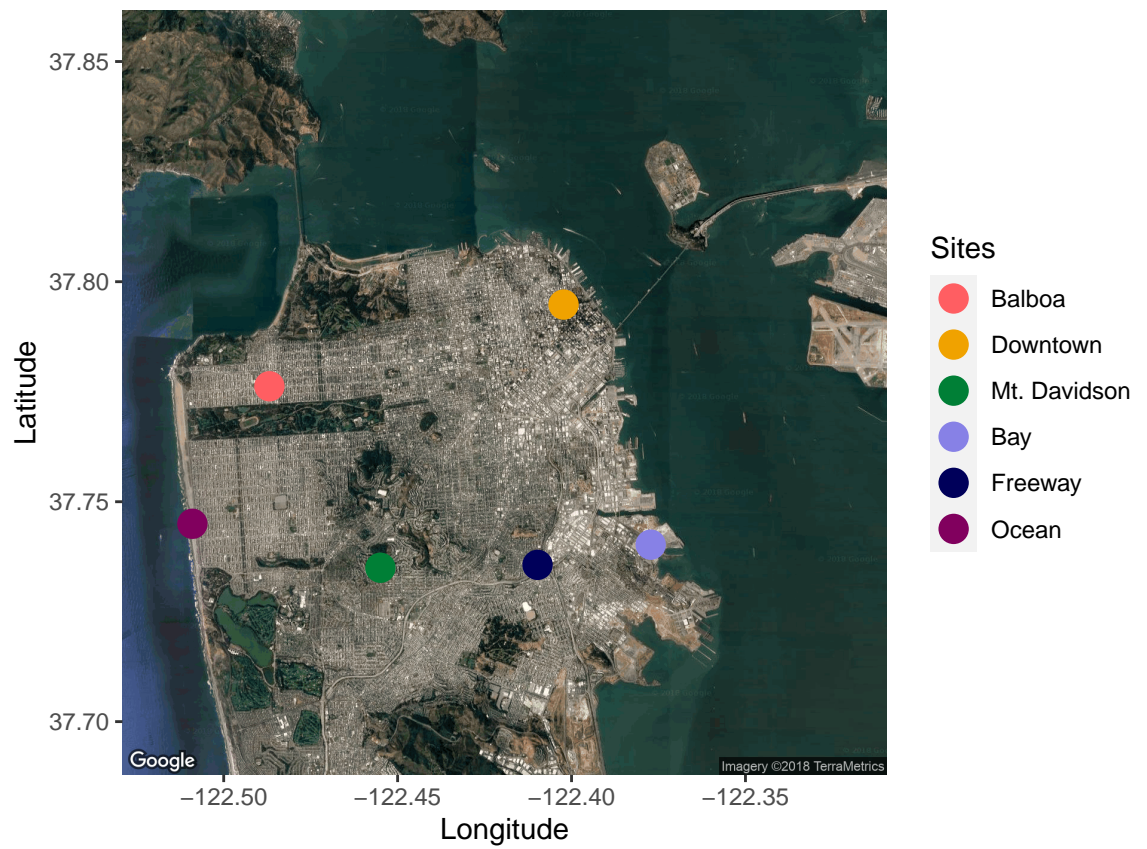 37.85
37.80
37.75
37.70
Latitude
−122.50
−122.45
−122.40
−122.35
Longitude
Google
Imagery ©2018 TerraMetrics
Sites
Balboa
Downtown
Mt. Davidson
Bay
Freeway
Ocean